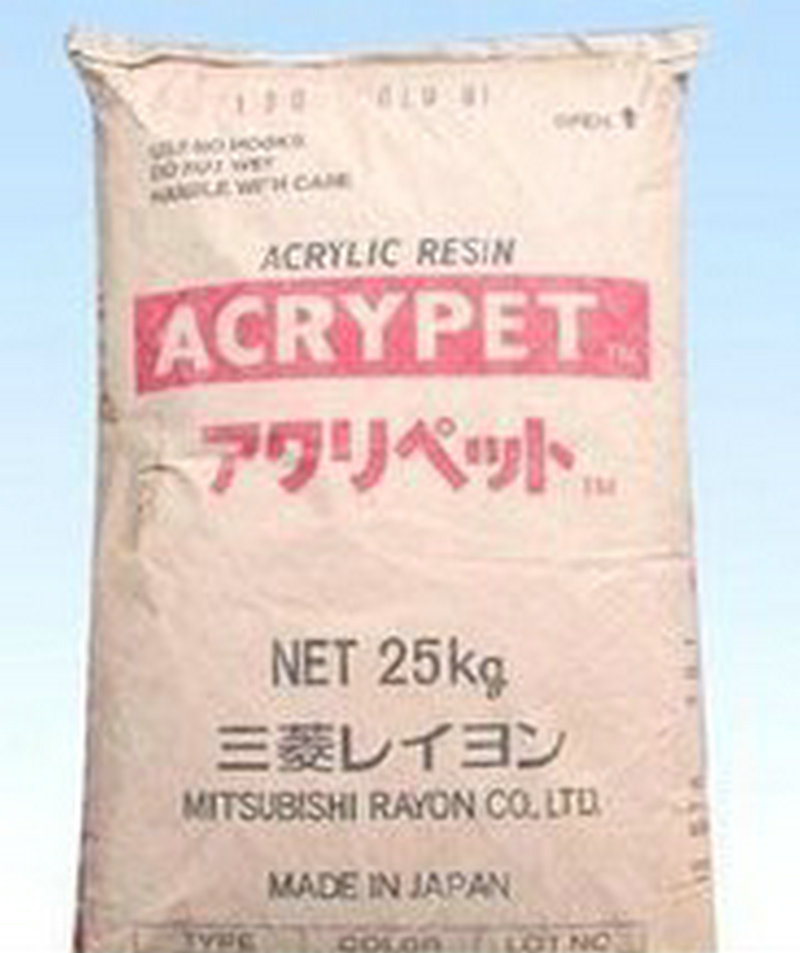 OPEN
USE NO HOOKS
DO NOT WET
HANDLE WITH CARE
ACRYLIC RESIN
ACRYPET TM
アクリペット TM
NET 25kg
三菱レイヨン
MITSUBISHI RAYON CO., LTD.
MADE IN JAPAN
TYPE COLOR LOT NO